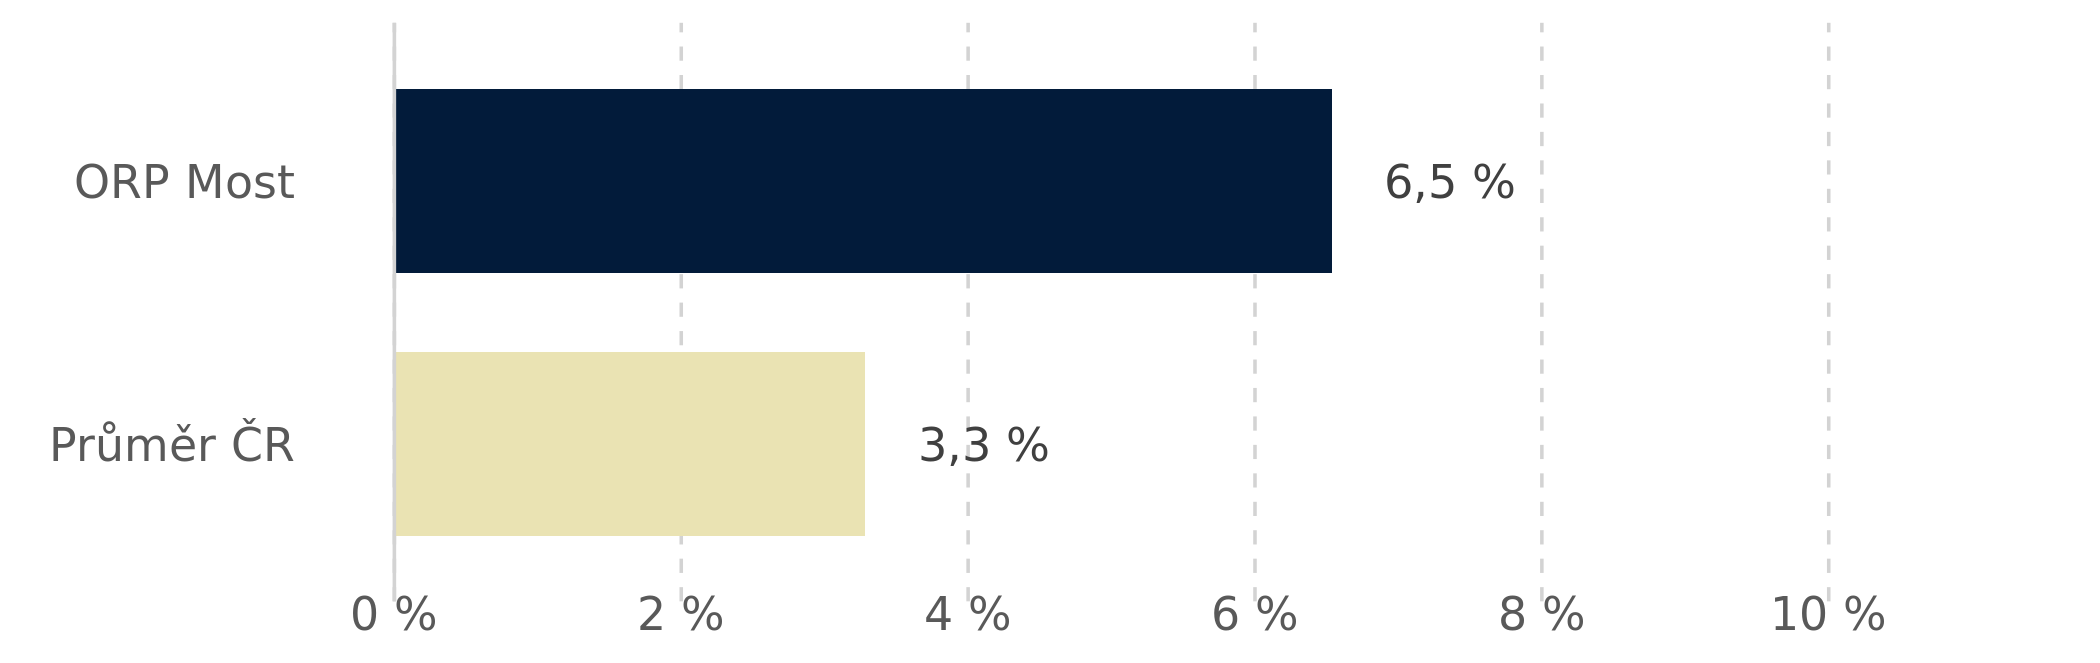 ORP Most
6,5 %
Průměr ČR
3,3 %
0 % 2 % 4 % 6 % 8 % 10 %